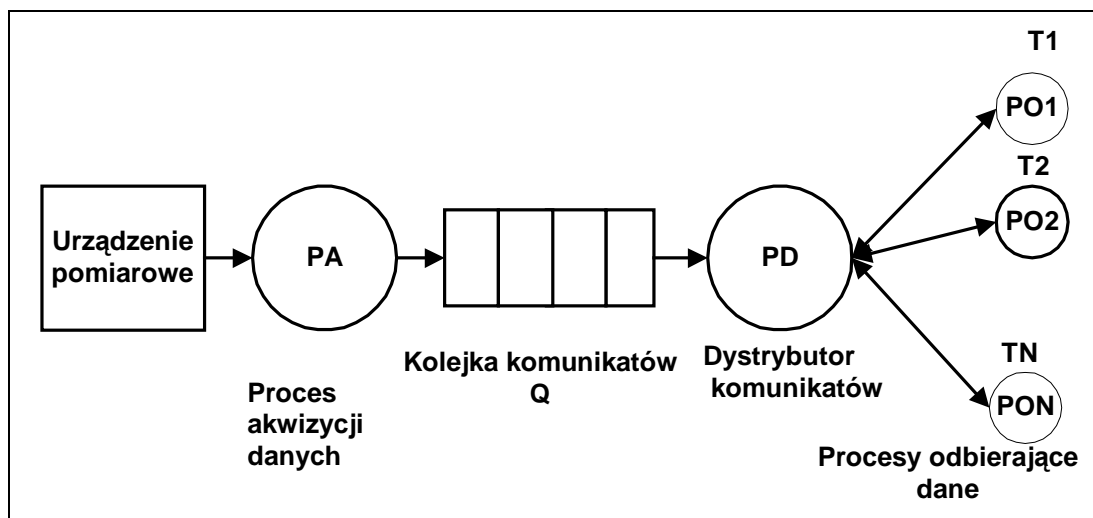 T1
PO1
T2
PO2
Urządzenie
pomiarowe
PA
PD
Kolejka komunikatów
Q
Dystrybutor
komunikatów
TN
PON
Proces
akwizycji
danych
Procesy odbierające
dane